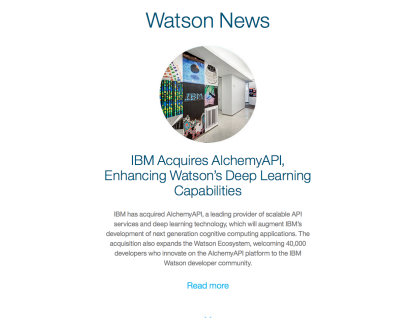 Watson News
IBM
IBM Acquires AlchemyAPI,
Enhancing Watson's Deep Learning
Capabilities
IBM has acquired AlchemyAPI, a leading provider of scalable API
services and deep learning technology, which will augment IBM's
development of next generation cognitive computing applications. The
acquisition also expands the Watson Ecosystem, welcoming 40,000
developers who innovate on the AlchemyAPI platform to the IBM
Watson developer community.
Read more